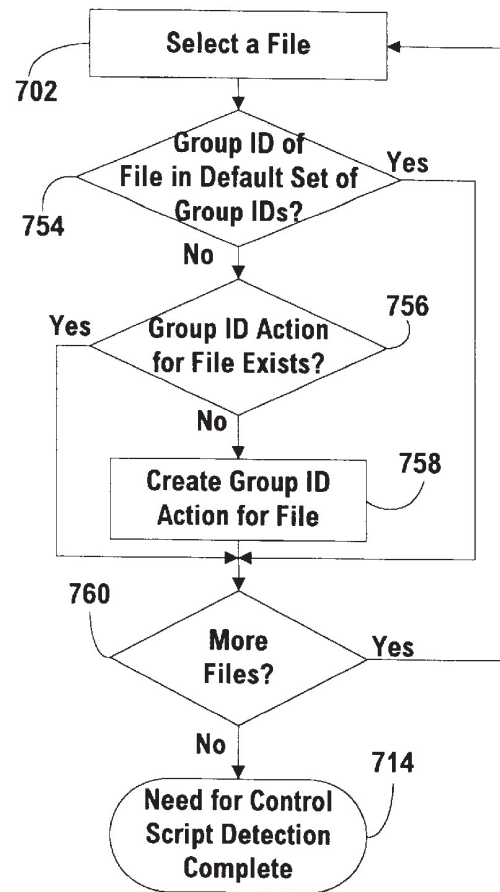 Select a File
702
Group ID of
File in Default Set of
Group IDs?
Yes
754
No
756
Yes
Group ID Action
for File Exists?
No
758
Create Group ID
Action for File
760
More
Files?
Yes
No
714
Need for Control
Script Detection
Complete